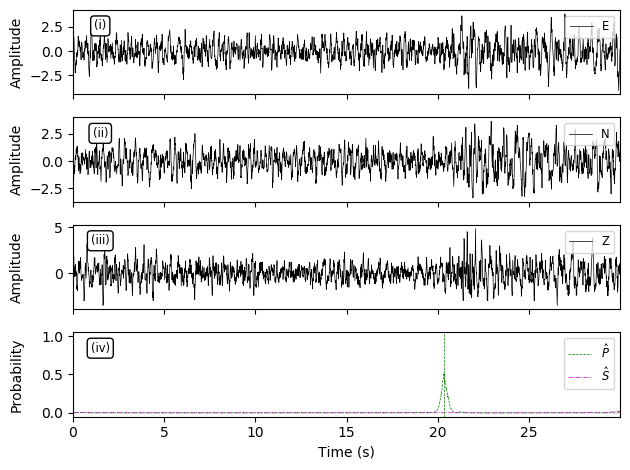 (i)
E
Amplitude
2.5
0.0
−2.5
(ii)
N
Amplitude
2.5
0.0
−2.5
(iii)
Z
Amplitude
5
0
(iv)
P̂
Ŝ
Probability
1.0
0.5
0.0
0 5 10 15 20 25
Time (s)